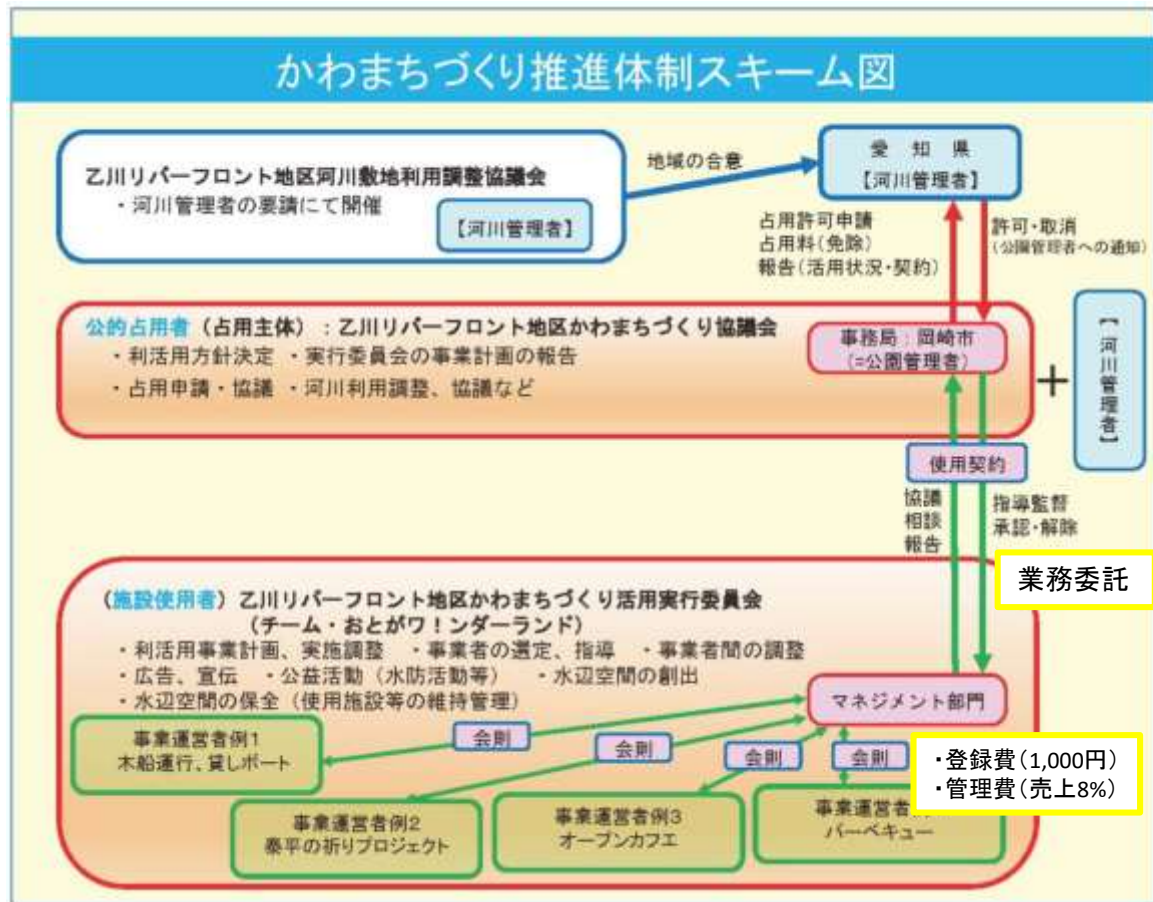 かわまちづくり推進体制スキーム図
乙川リバーフロント地区河川敷地利用調整協議会
・河川管理者の要請にて開催
【河川管理者】
地域の合意
愛 知 県
【河川管理者】
占用許可申請
占用料(免除)
報告(活用状況・契約)
許可・取消
(公園管理者への通知)
公的占用者(占用主体):乙川リバーフロント地区かわまちづくり協議会
・利活用方針決定 ・実行委員会の事業計画の報告
・占用申請・協議 ・河川利用調整、協議など
事務局:岡崎市
(=公園管理者)
+
【河川管理者】
使用契約
協議
相談
報告
指導監督
承認・解除
業務委託
(施設使用者)乙川リバーフロント地区かわまちづくり活用実行委員会
(チーム・おとがワ!ンダーランド)
・利活用事業計画、実施調整 ・事業者の選定、指導 ・事業者間の調整
・広告、宣伝 ・公益活動(水防活動等) ・水辺空間の創出
・水辺空間の保全(使用施設等の維持管理)
マネジメント部門
会則
会則
会則
会則
・登録費(1,000円)
・管理費(売上8%)
事業運営者例1
木船運行、貸しボート
事業運営者例2
泰平の祈りプロジェクト
事業運営者例3
オープンカフェ
事業運営者
バーベキュー